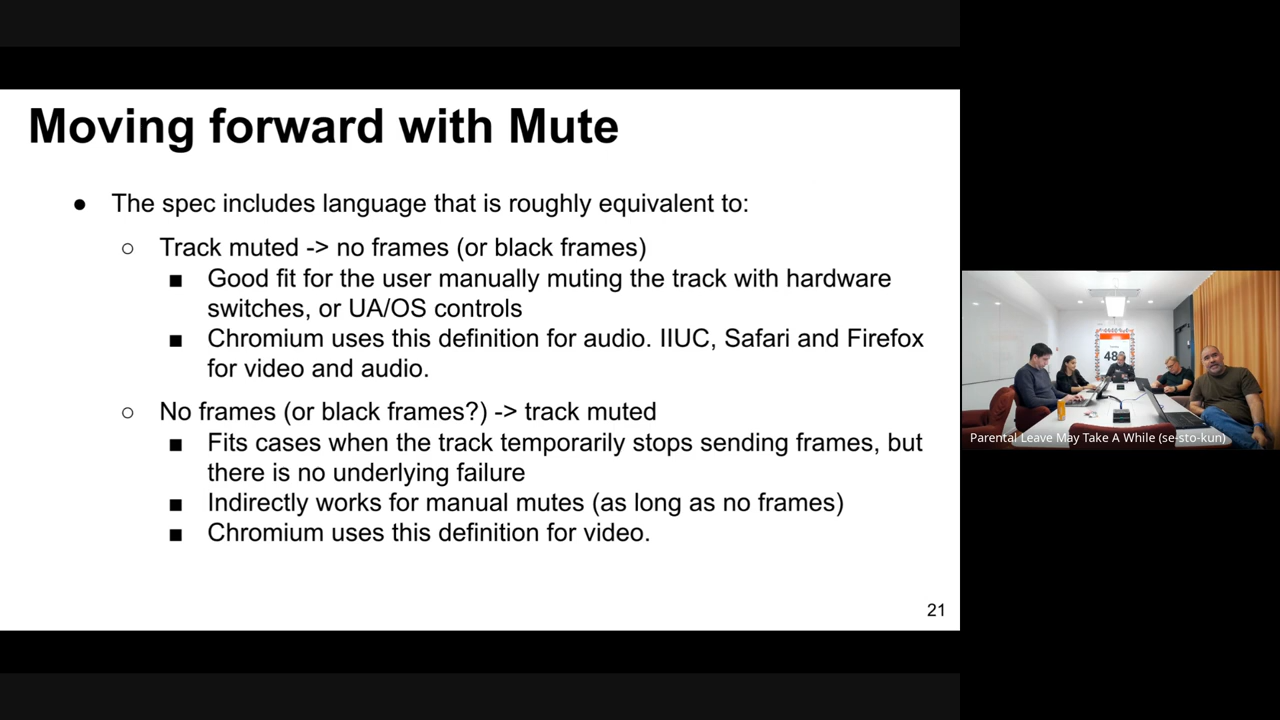 Moving forward with Mute
● The spec includes language that is roughly equivalent to:
○ Track muted -> no frames (or black frames)
■ Good fit for the user manually muting the track with hardware
switches, or UA/OS controls
■ Chromium uses this definition for audio. IIUC, Safari and Firefox
for video and audio.
○ No frames (or black frames?) -> track muted
■ Fits cases when the track temporarily stops sending frames, but
there is no underlying failure
■ Indirectly works for manual mutes (as long as no frames)
■ Chromium uses this definition for video.
21
48
Parental Leave May Take A While (se-sto-kun)